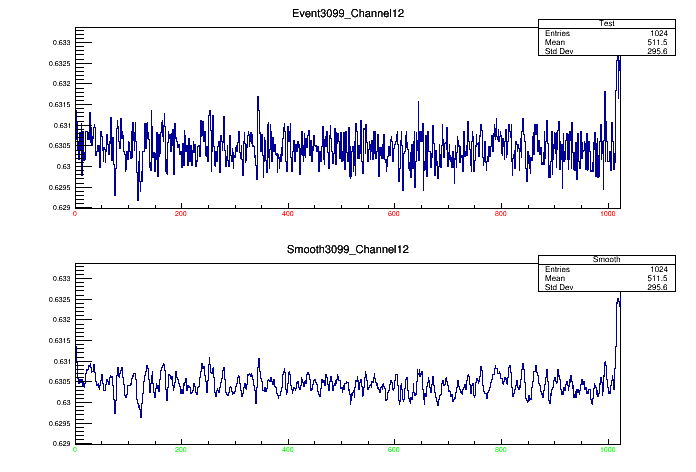 Event3099_Channel12
Test
Entries 1024
Mean 511.5
Std Dev 295.6
0.633
0.6325
0.632
0.6315
0.631
0.6305
0.63
0.6295
0.629
0 200 400 600 800 1000
Smooth3099_Channel12
Smooth
Entries 1024
Mean 511.5
Std Dev 295.6
0.633
0.6325
0.632
0.6315
0.631
0.6305
0.63
0.6295
0.629
0 200 400 600 800 1000